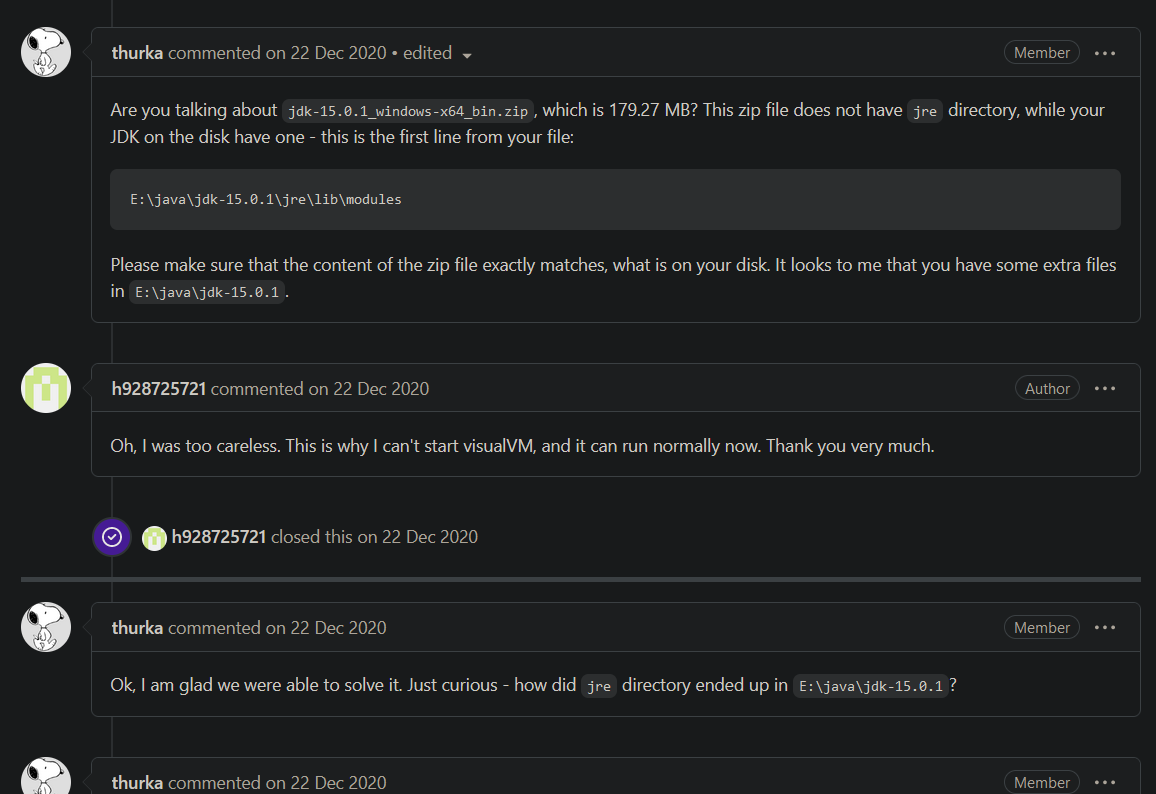 thurka commented on 22 Dec 2020 • edited
Member
Are you talking about jdk-15.0.1_windows-x64_bin.zip, which is 179.27 MB? This zip file does not have jre directory, while your
JDK on the disk have one - this is the first line from your file:
E:\java\jdk-15.0.1\jre\lib\modules
Please make sure that the content of the zip file exactly matches, what is on your disk. It looks to me that you have some extra files
in E:\java\jdk-15.0.1.
h928725721 commented on 22 Dec 2020
Author
Oh, I was too careless. This is why I can't start visualVM, and it can run normally now. Thank you very much.
h928725721 closed this on 22 Dec 2020
thurka commented on 22 Dec 2020
Member
Ok, I am glad we were able to solve it. Just curious - how did jre directory ended up in E:\java\jdk-15.0.1?
thurka commented on 22 Dec 2020
Member